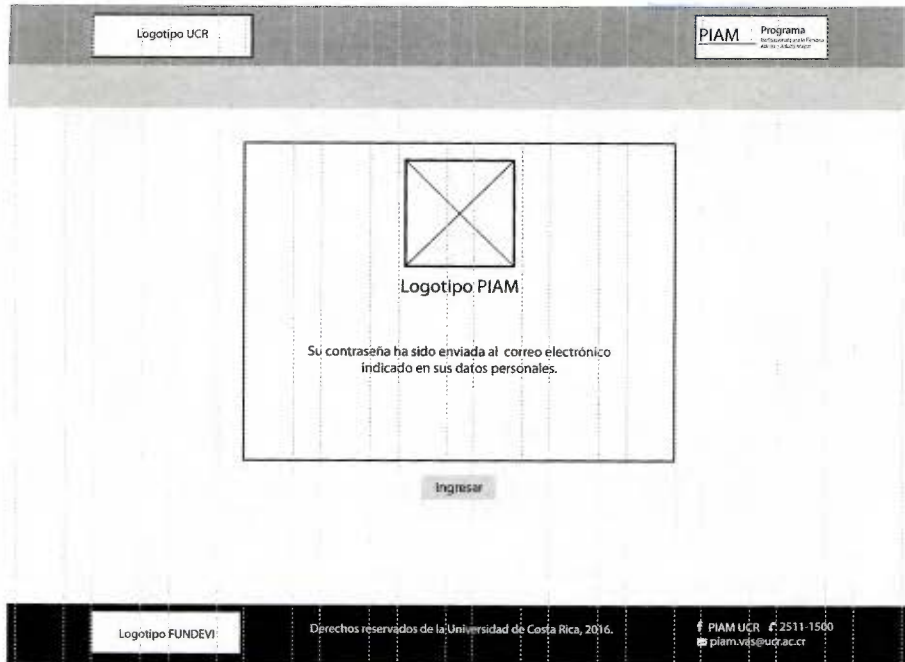 Logotipo UCR
PIAM
Programa
Logotipo PIAM
Su contraseña ha sido enviada al correo electrónico
indicado en sus datos personales.
Ingresar
Logotipo FUNDEVI
Derechos reservados de la Universidad de Costa Rica, 2016.
PIAM UCR 2511-1500
piam.vas@ucr.ac.cr